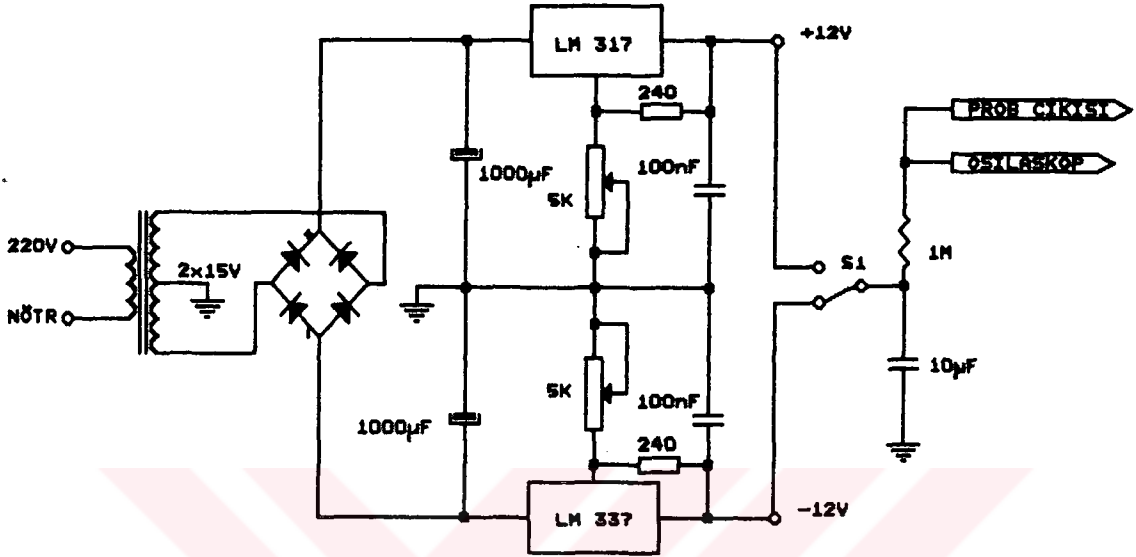 LM 317
+12V
240
PROB ÇIKIŞI
1000µF
100nF
OSILASKOP
5K
220V
2x15V
S1
1M
NÖTR
5K
100nF
10µF
1000µF
240
LM 337
-12V